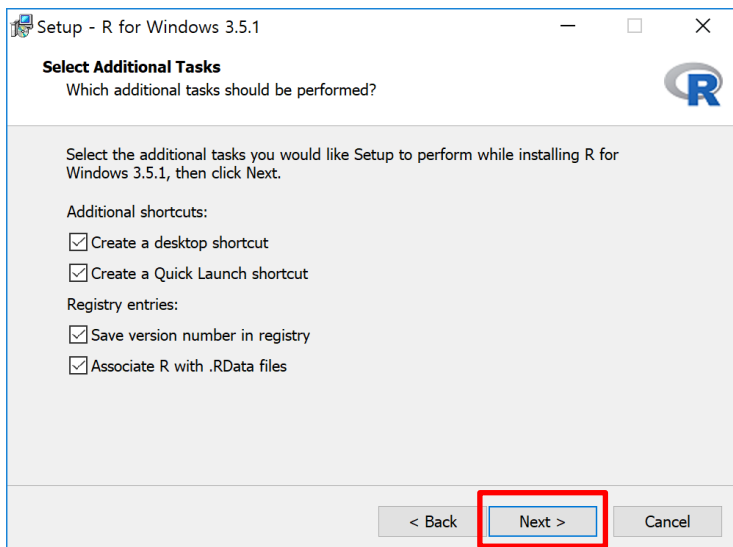 Setup - R for Windows 3.5.1
Select Additional Tasks
Which additional tasks should be performed?
R
Select the additional tasks you would like Setup to perform while installing R for
Windows 3.5.1, then click Next.
Additional shortcuts:
Create a desktop shortcut
Create a Quick Launch shortcut
Registry entries:
Save version number in registry
Associate R with .RData files
< Back Next > Cancel